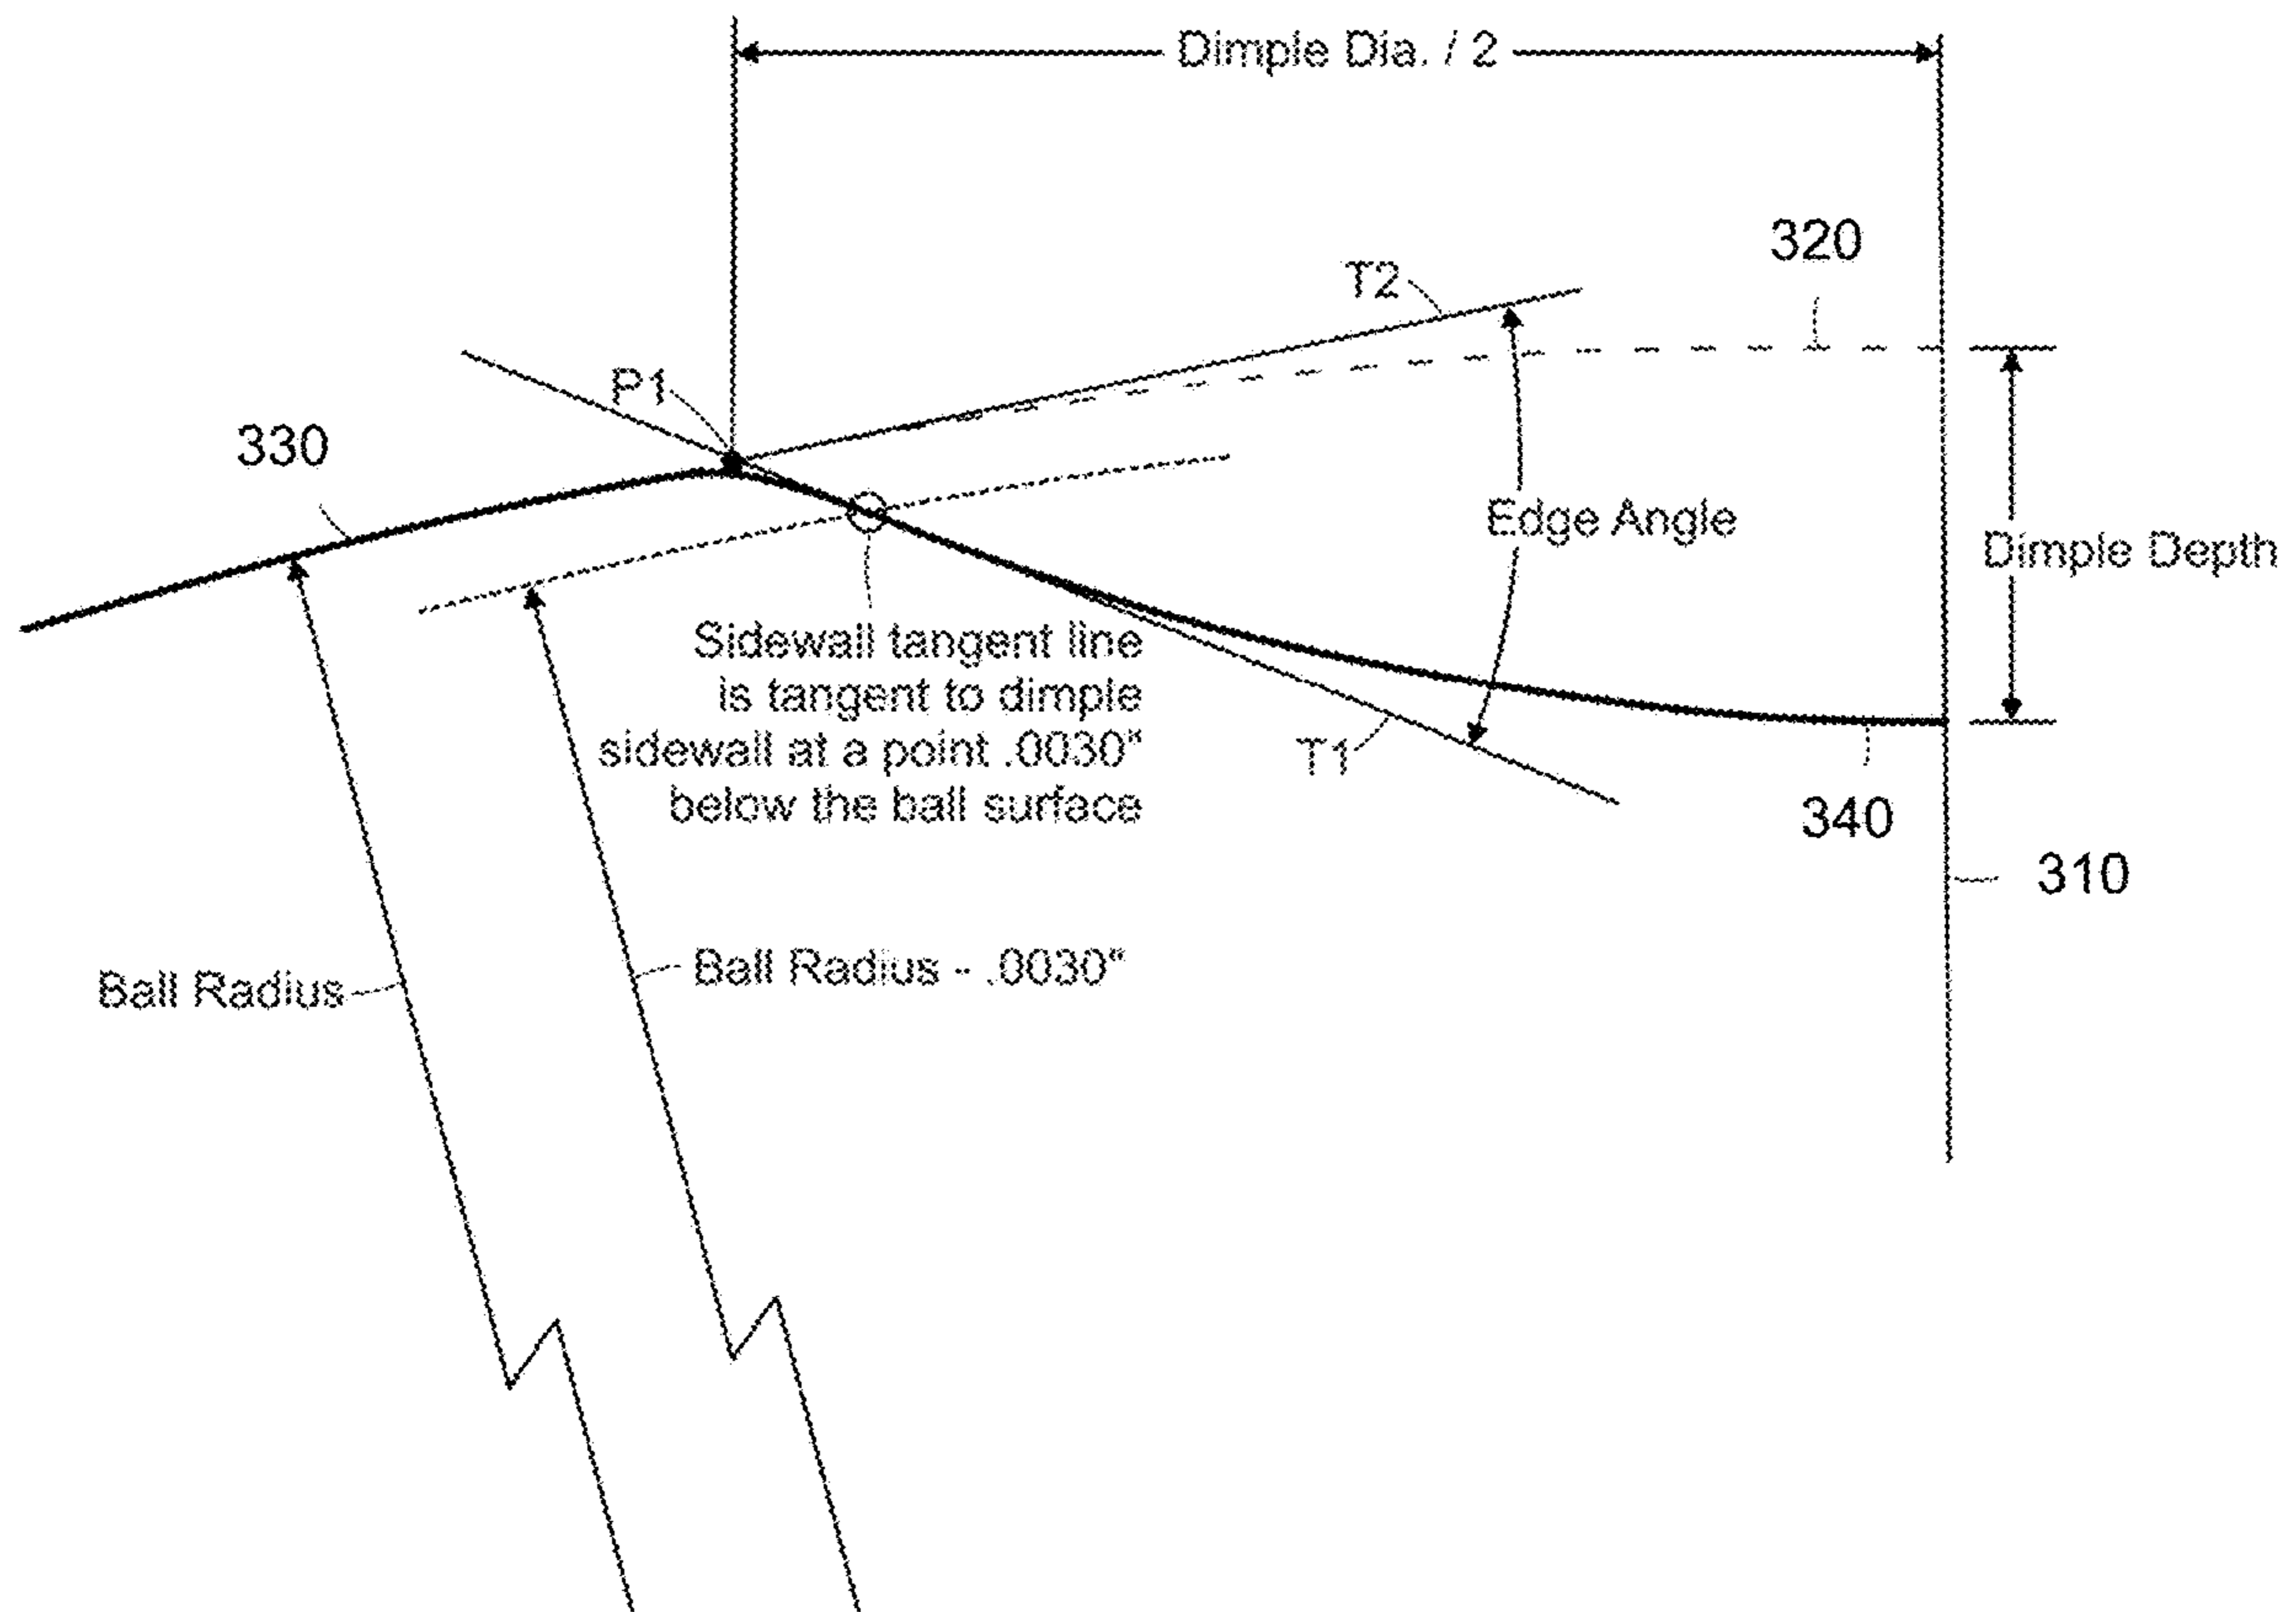 Dimple Dia. / 2
320
T2
P1
330
Edge Angle
Dimple Depth
Sidewall tangent line
is tangent to dimple
sidewall at a point .0030"
below the ball surface
T1
340
310
Ball Radius
Ball Radius - .0030"